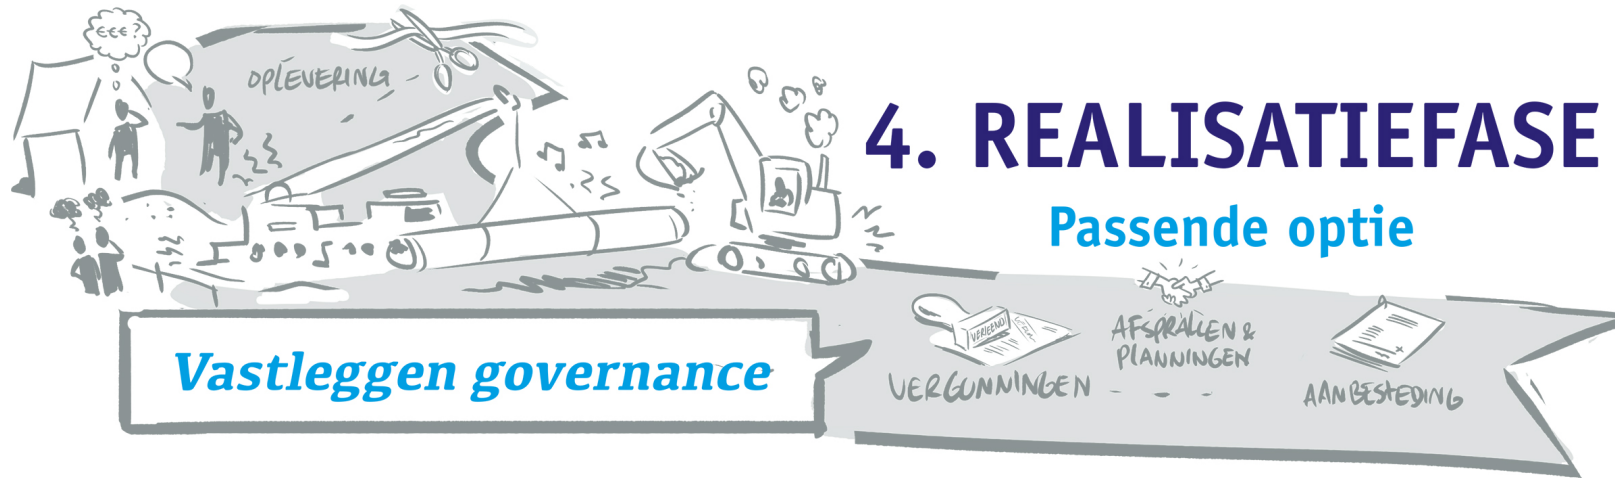 €€€?
OPLEVERING
4. REALISATIEFASE
Passende optie
Vastleggen governance
VERLEEND!
VERGUNNINGEN
AFSPRAKEN &
PLANNINGEN
AANBESTEDING